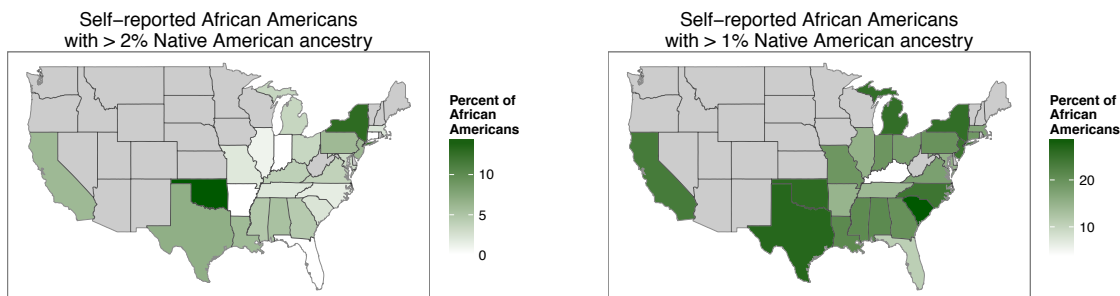 Self−reported African Americans
with > 2% Native American ancestry
Percent of
African
Americans
10
5
0
Self−reported African Americans
with > 1% Native American ancestry
Percent of
African
Americans
20
10